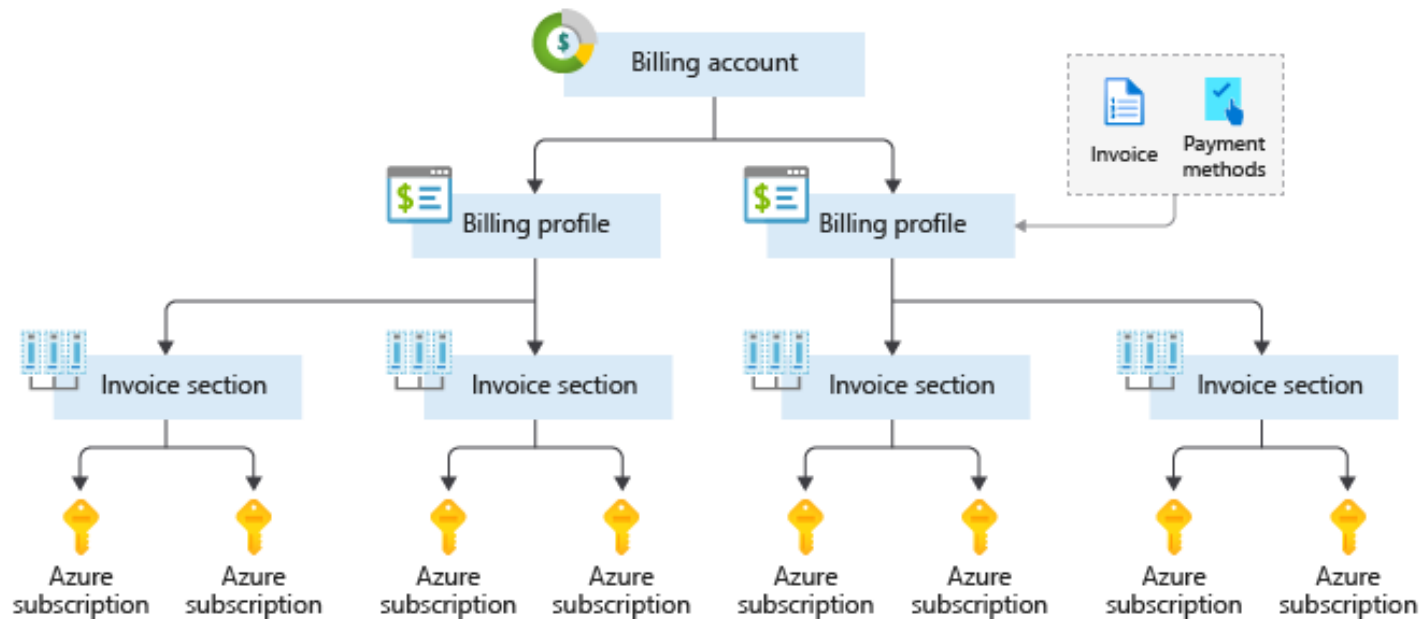 Billing account
Invoice
Payment
methods
Billing profile
Billing profile
Invoice section
Invoice section
Invoice section
Invoice section
Azure
subscription
Azure
subscription
Azure
subscription
Azure
subscription
Azure
subscription
Azure
subscription
Azure
subscription
Azure
subscription